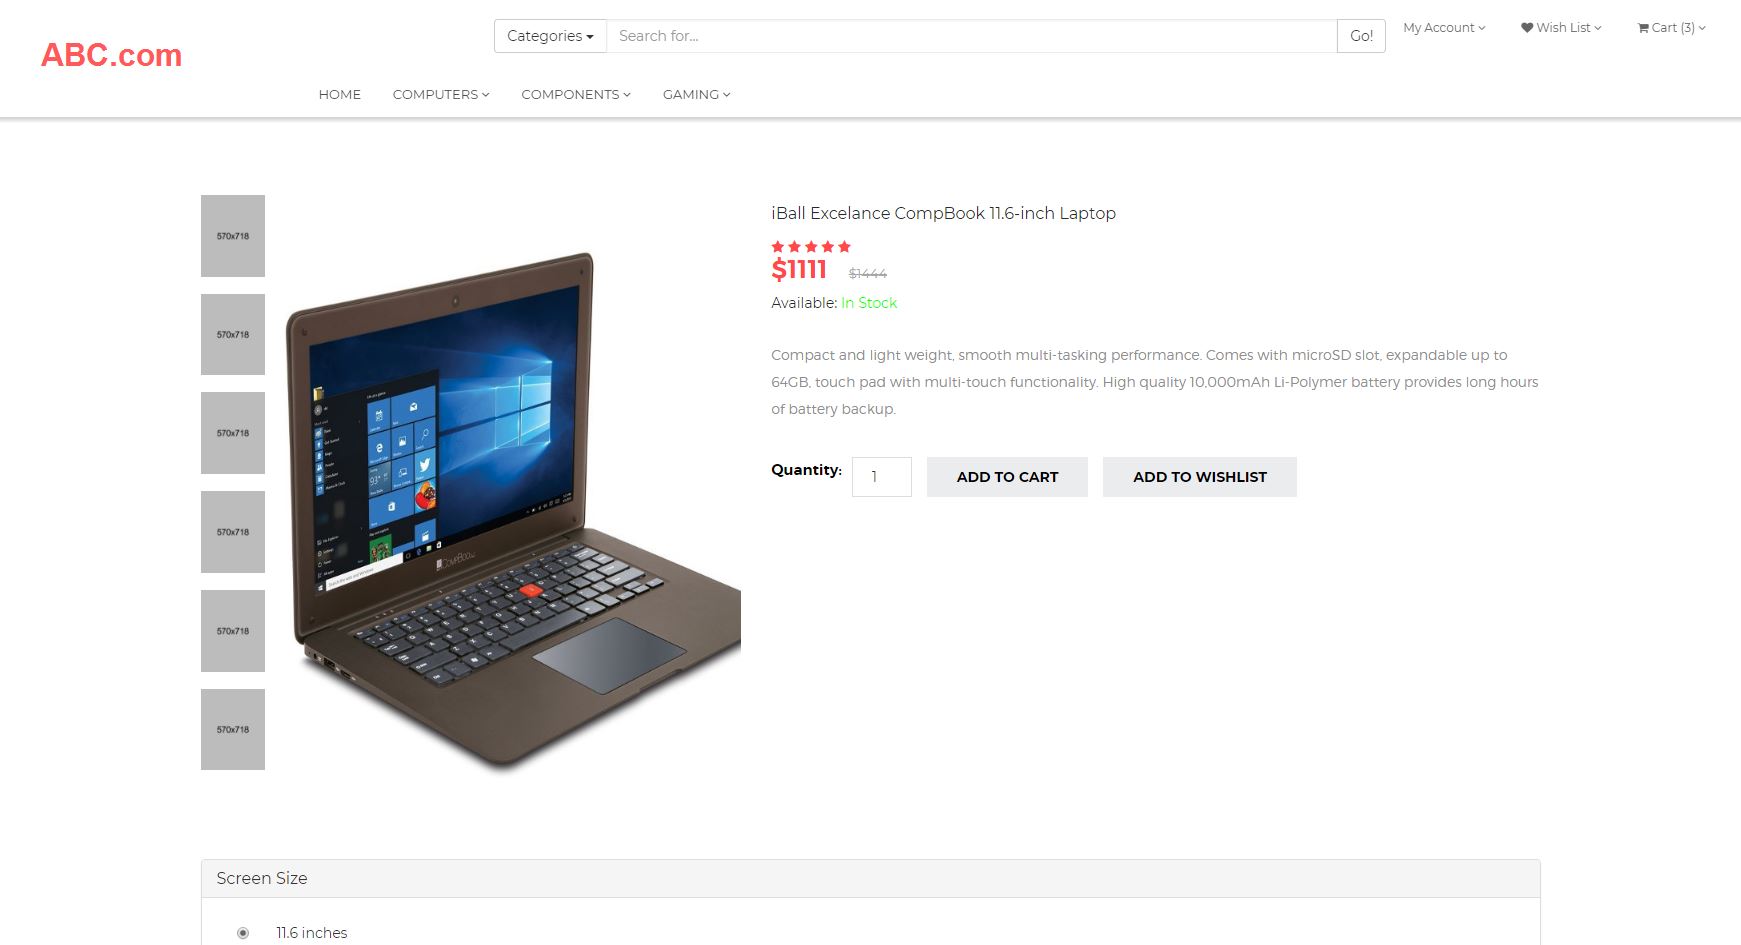 ABC.com
Categories
Search for...
Go!
My Account
Wish List
Cart (3)
HOME
COMPUTERS
COMPONENTS
GAMING
570x718
570x718
570x718
570x718
570x718
570x718
CompBook
iBall Excelance CompBook 11.6-inch Laptop
$1111 $1444
Available: In Stock
Compact and light weight, smooth multi-tasking performance. Comes with microSD slot, expandable up to
64GB, touch pad with multi-touch functionality. High quality 10,000mAh Li-Polymer battery provides long hours
of battery backup.
Quantity: 1 ADD TO CART ADD TO WISHLIST
Screen Size
11.6 inches